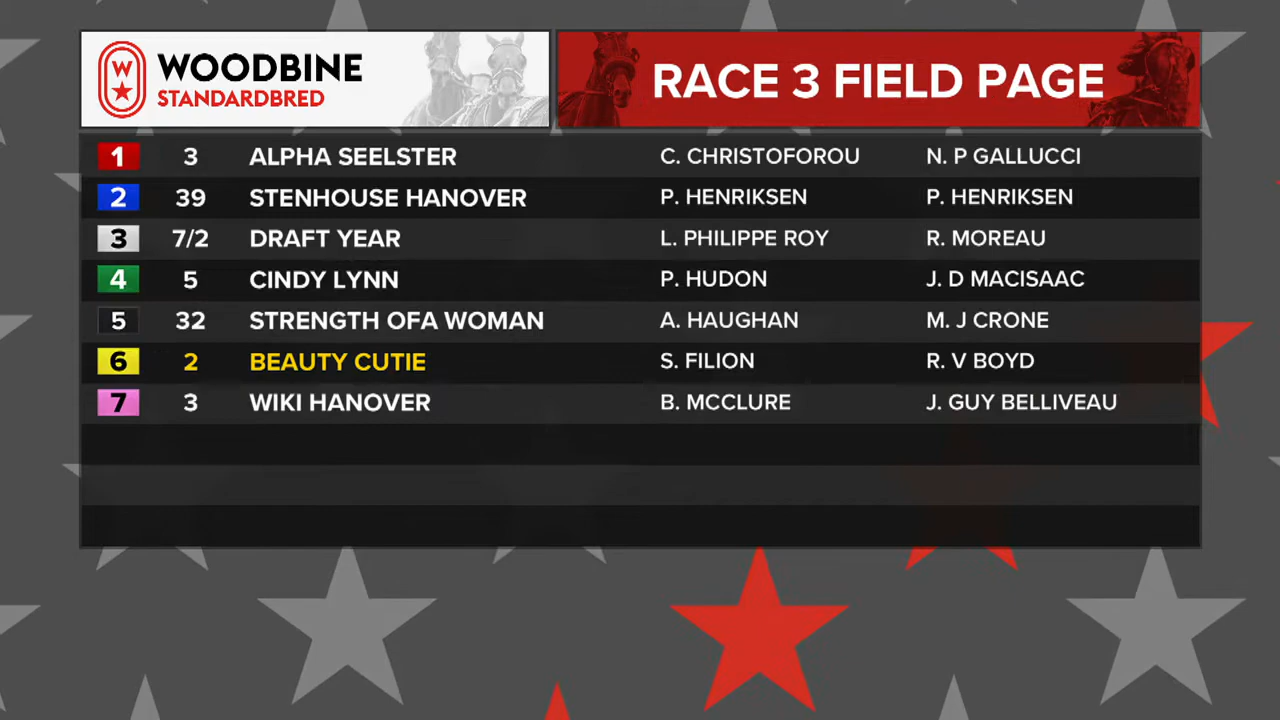 W
WOODBINE
STANDARDBRED
RACE 3 FIELD PAGE
1 3 ALPHA SEELSTER C. CHRISTOFOROU N. P GALLUCCI
2 39 STENHOUSE HANOVER P. HENRIKSEN P. HENRIKSEN
3 7/2 DRAFT YEAR L. PHILIPPE ROY R. MOREAU
4 5 CINDY LYNN P. HUDON J. D MACISAAC
5 32 STRENGTH OFA WOMAN A. HAUGHAN M. J CRONE
6 2 BEAUTY CUTIE S. FILION R. V BOYD
7 3 WIKI HANOVER B. MCCLURE J. GUY BELLIVEAU